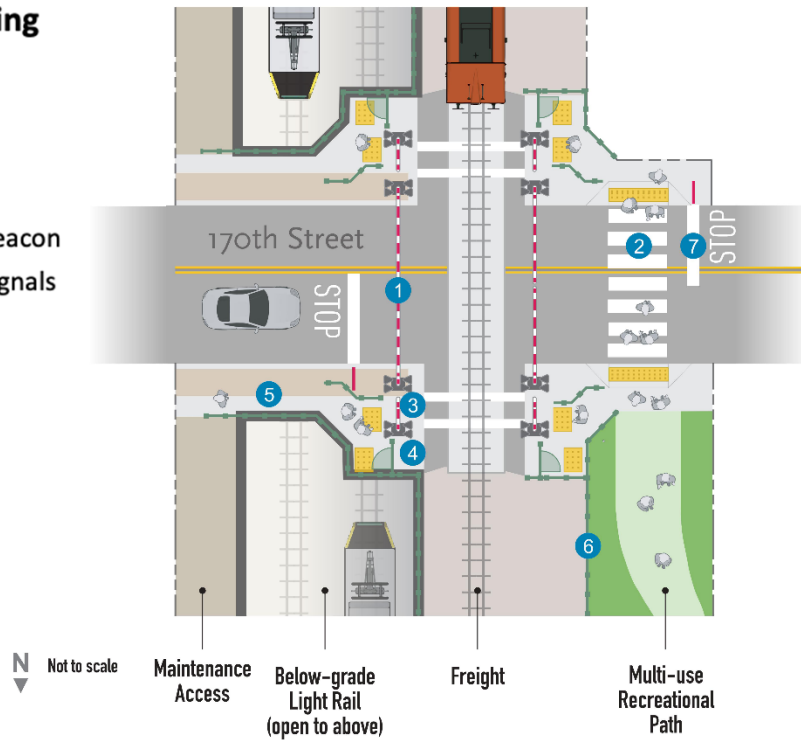 ing
eacon
gnals
170th Street
STOP
STOP
1
2
3
4
5
6
7
N
Not to scale
Maintenance
Access
Below-grade
Light Rail
(open to above)
Freight
Multi-use
Recreational
Path